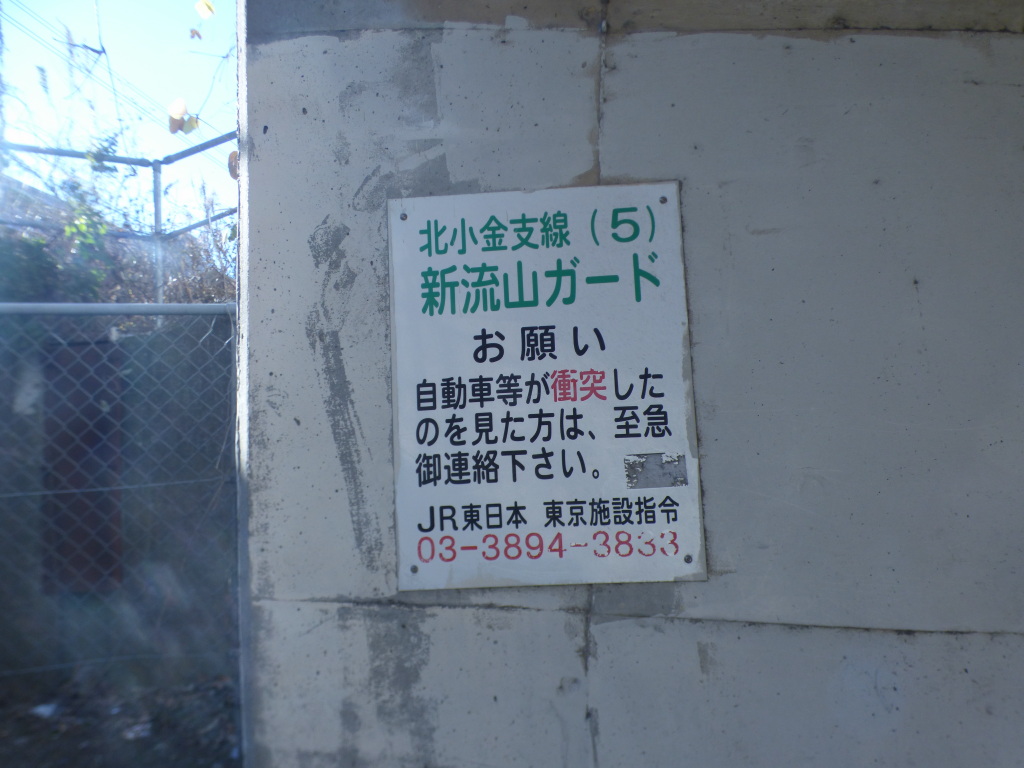 北小金支線（５）
新流山ガード
お願い
自動車等が衝突した
のを見た方は、至急
御連絡下さい。
JR東日本 東京施設指令
03-3894-3833